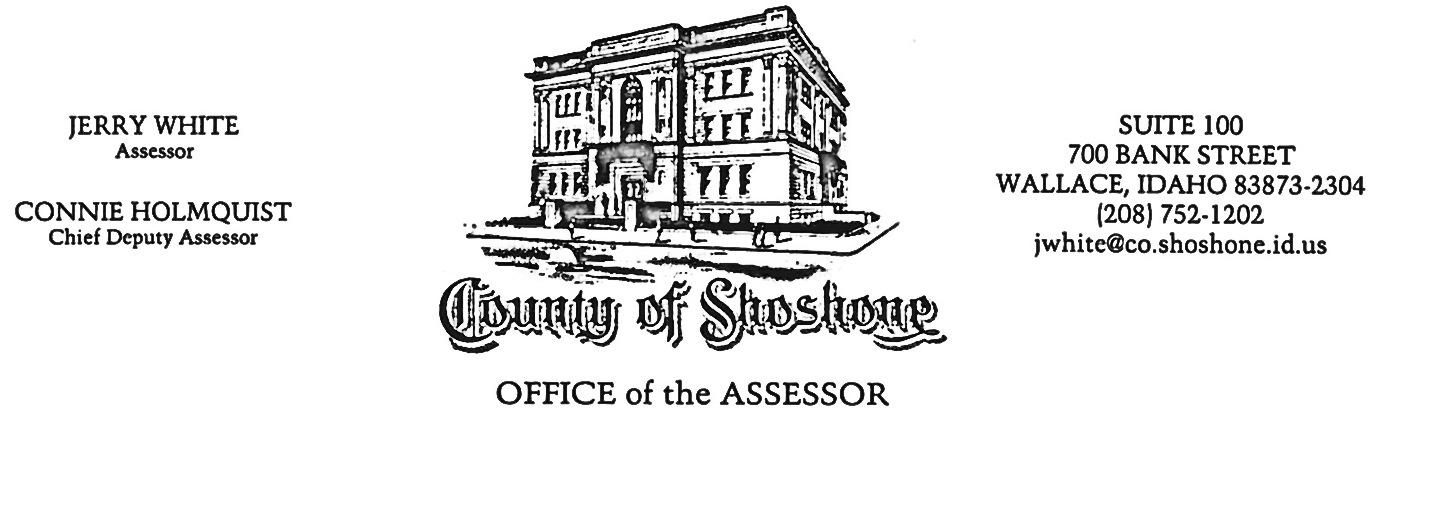 JERRY WHITE
Assessor
CONNIE HOLMQUIST
Chief Deputy Assessor
SUITE 100
700 BANK STREET
WALLACE, IDAHO 83873-2304
(208) 752-1202
jwhite@co.shoshone.id.us
County of Shoshone
OFFICE of the ASSESSOR